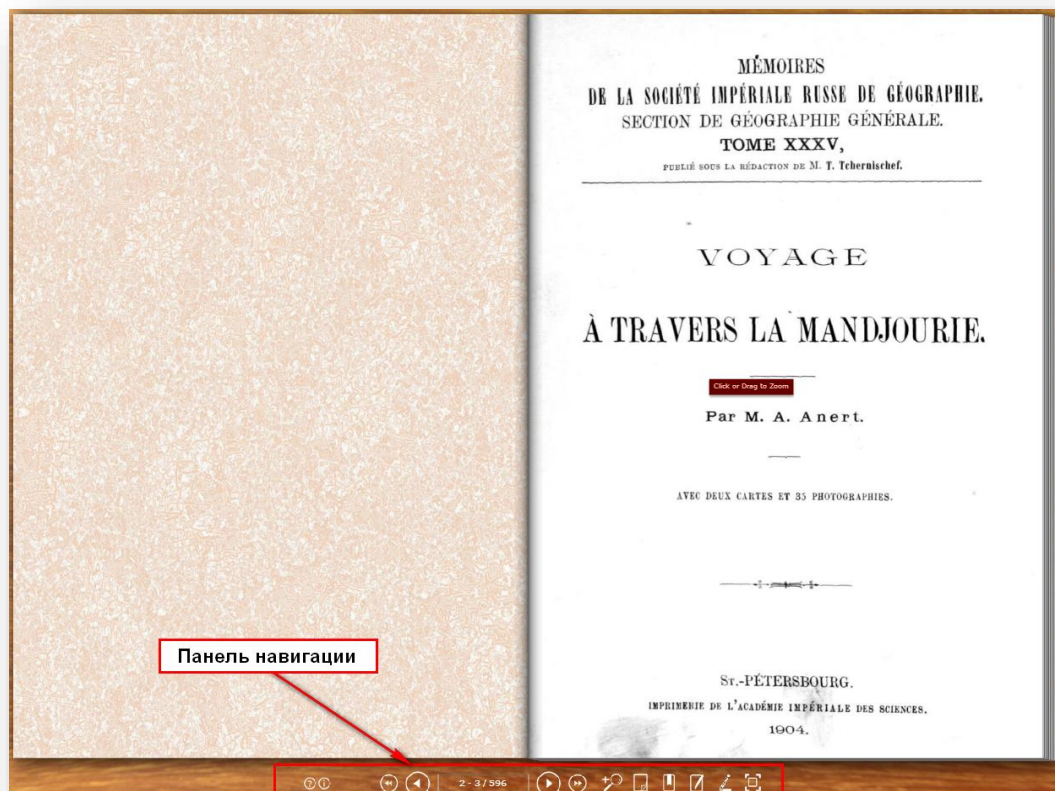 MÉMOIRES
DE LA SOCIÉTÉ IMPÉRIALE RUSSE DE GÉOGRAPHIE.
SECTION DE GÉOGRAPHIE GÉNÉRALE.
TOME XXXV,
PUBLIÉ SOUS LA RÉDACTION DE M. T. Tchernischef.
VOYAGE
À TRAVERS LA MANDJOURIE.
Click or Drag to Zoom
Par M. A. Anert.
AVEC DEUX CARTES ET 35 PHOTOGRAPHIES.
Панель навигации
ST.-PÉTERSBOURG.
IMPRIMERIE DE L'ACADÉMIE IMPÉRIALE DES SCIENCES.
1904.
2 - 3 / 596